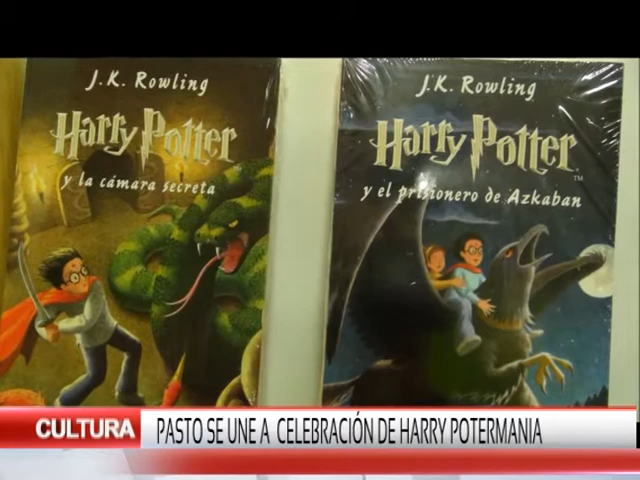 J.K. Rowling
Harry Potter
y la cámara secreta
J.K. Rowling
Harry Potter™
y el prisionero de Azkaban
CULTURA
PASTO SE UNE A CELEBRACIÓN DE HARRY POTERMANIA